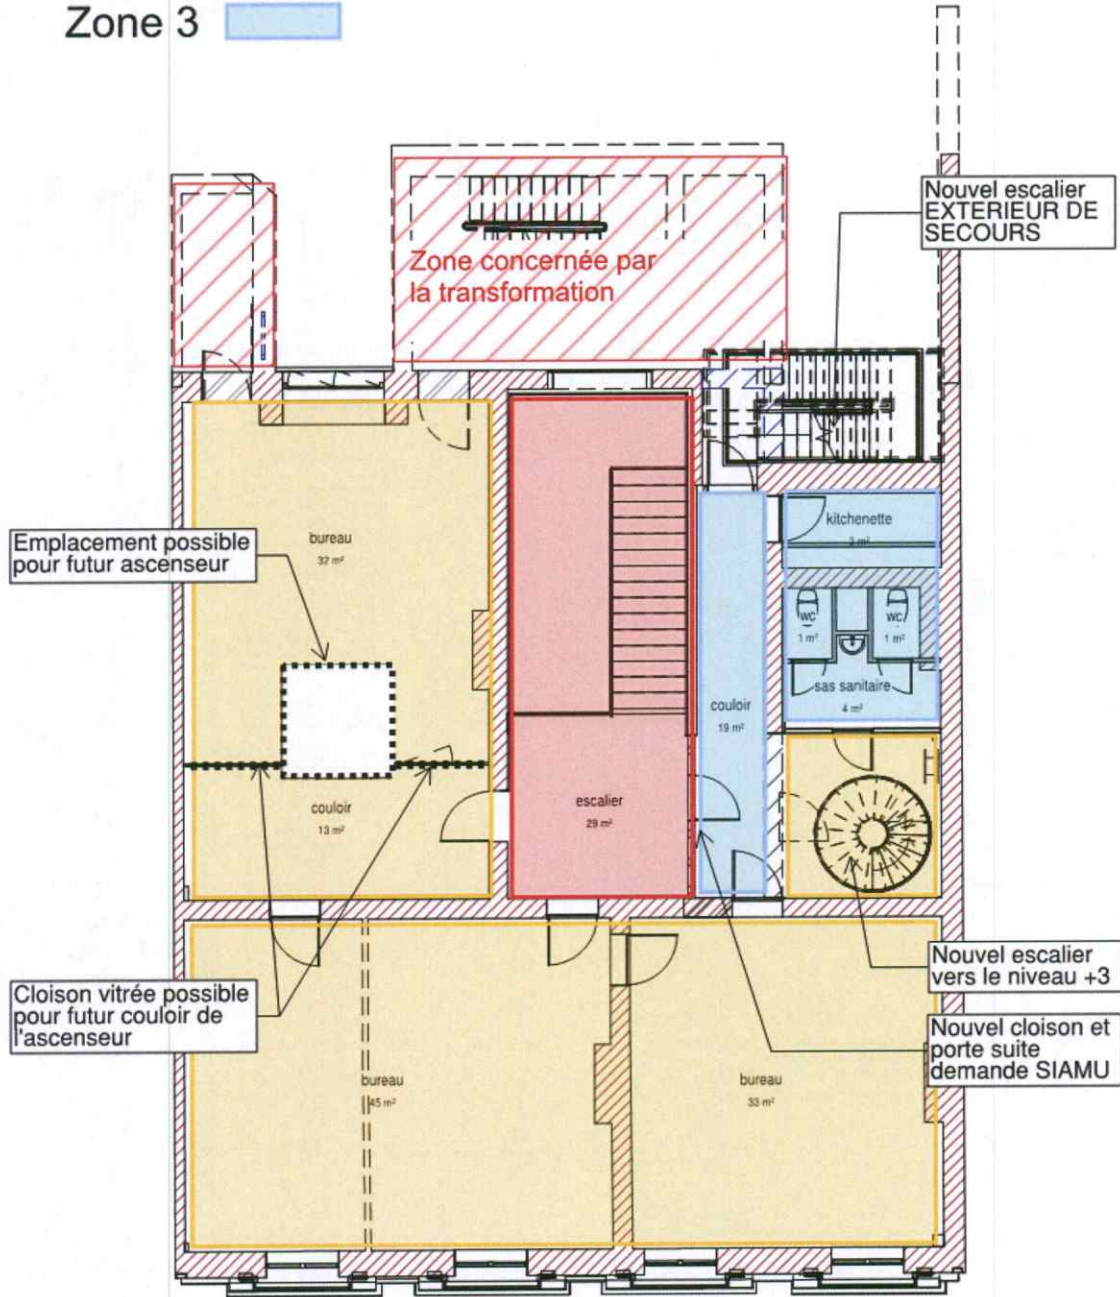 Zone 3
Nouvel escalier
EXTERIEUR DE
SECOURS
Zone concernée par
la transformation
kitchenette
3 m²
Emplacement possible
pour futur ascenseur
bureau
32 m²
wc
1 m²
wc
1 m²
sas sanitaire
4 m²
couloir
19 m²
couloir
13 m²
escalier
29 m²
Nouvel escalier
vers le niveau +3
Cloison vitrée possible
pour futur couloir de
l'ascenseur
Nouvel cloison et
porte suite
demande SIAMU
bureau
45 m²
bureau
33 m²